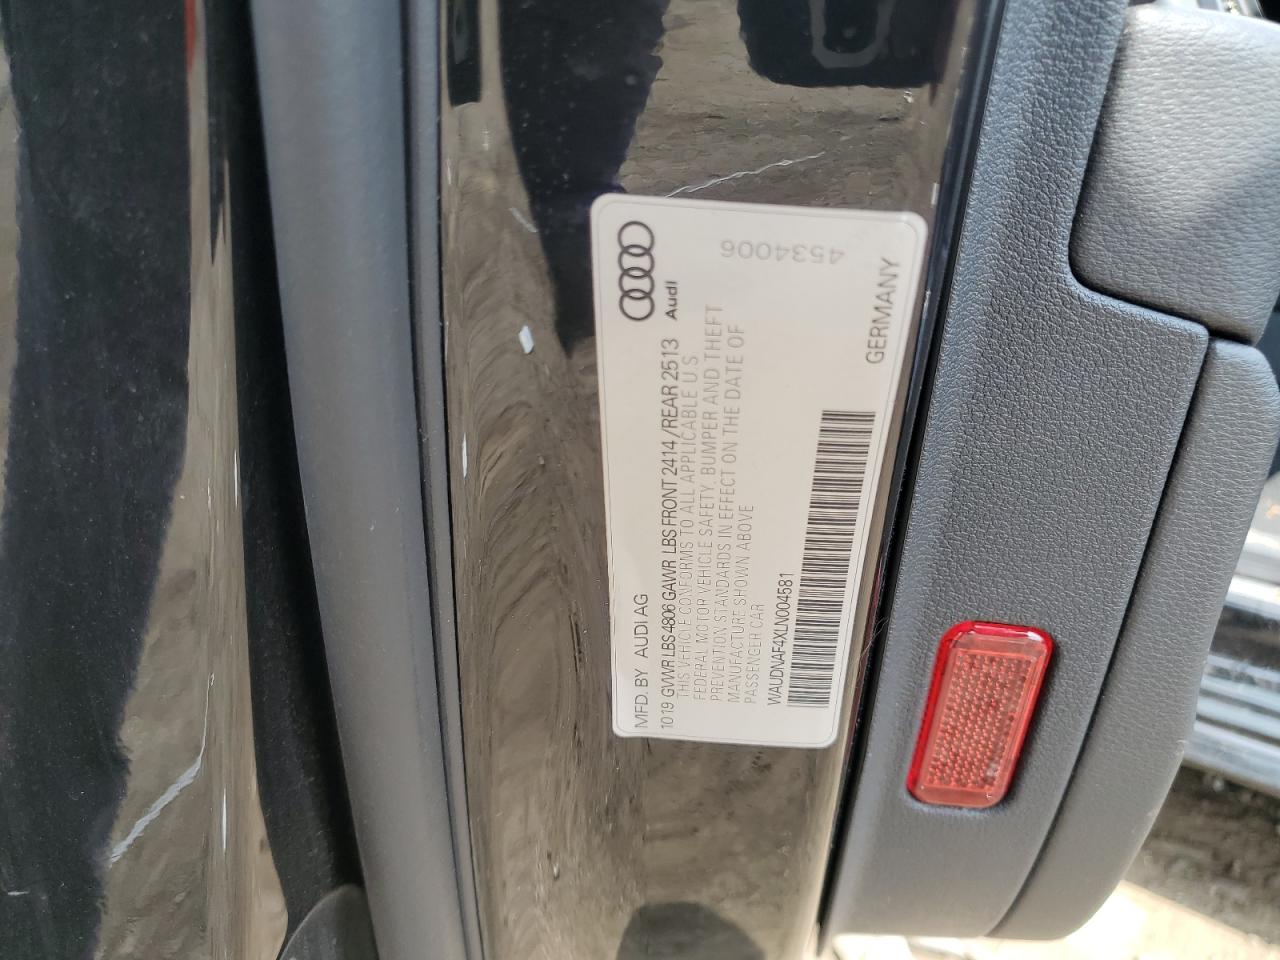 Audi
4534006
MFD. BY AUDI AG
1019 GVWR LBS 4806 GAWR LBS FRONT 2414/REAR 2513
THIS VEHICLE CONFORMS TO ALL APPLICABLE U S
FEDERAL MOTOR VEHICLE SAFETY, BUMPER AND THEFT
PREVENTION STANDARDS IN EFFECT ON THE DATE OF
MANUFACTURE SHOWN ABOVE
PASSENGER CAR
WAUDNAF4XLN004581
GERMANY